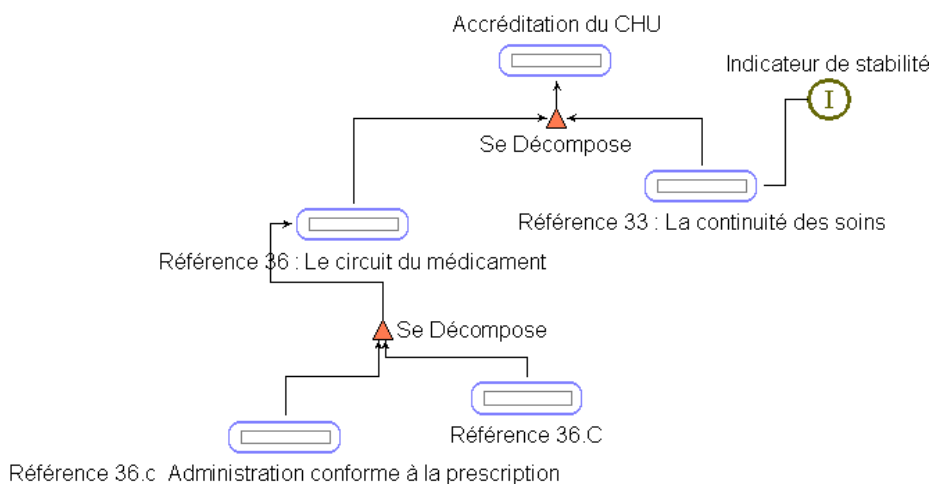 Accréditation du CHU
Indicateur de stabilité
I
Se Décompose
Référence 33 : La continuité des soins
Référence 36 : Le circuit du médicament
Se Décompose
Référence 36.C
Référence 36.c Administration conforme à la prescription